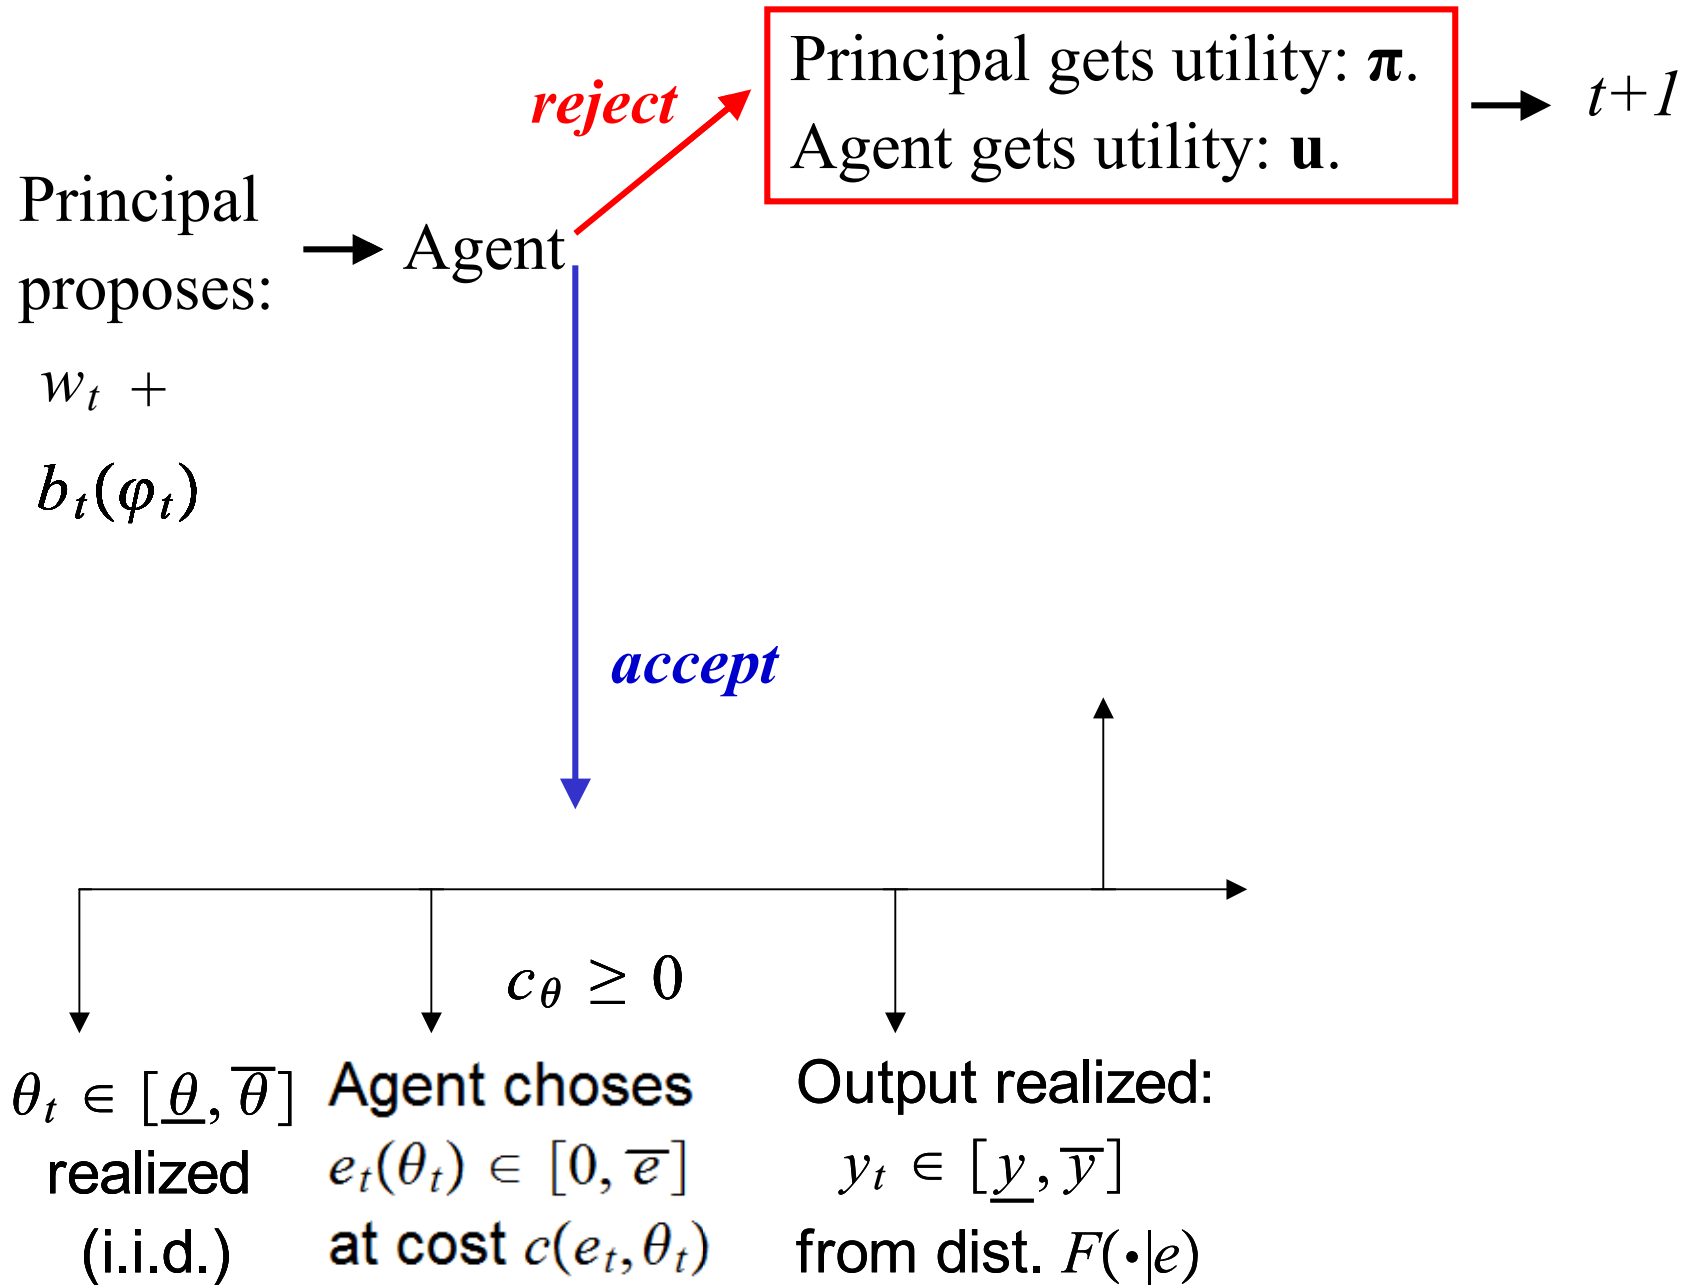 Principal gets utility: π.
Agent gets utility: u.
t+1
reject
Principal
proposes:
w_t +
b_t(φ_t)
Agent
accept
c_θ ≥ 0
θ_t ∈ [θ̲, θ̅]
realized
(i.i.d.)
Agent choses
e_t(θ_t) ∈ [0, e̅]
at cost c(e_t, θ_t)
Output realized:
y_t ∈ [y̲, y̅]
from dist. F(•|e)